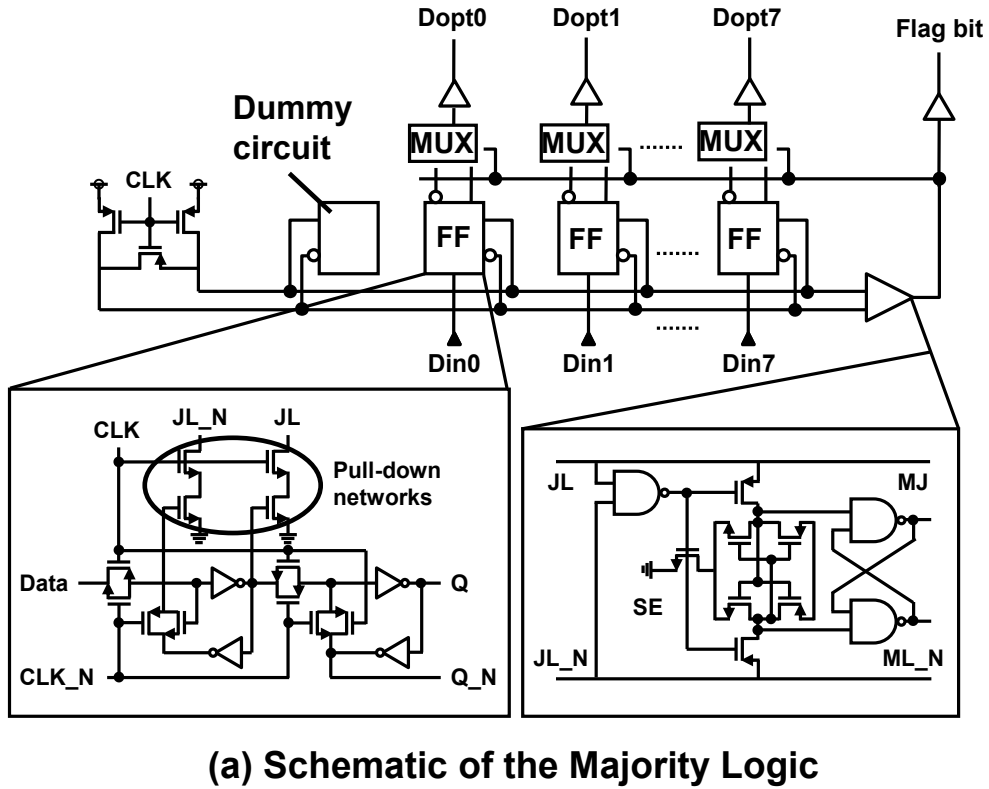 Dopt0 Dopt1 Dopt7
Flag bit
Dummy
circuit
MUX MUX ....... MUX
CLK
FF FF ....... FF
.......
Din0 Din1 Din7
JL_N JL
CLK
Pull-down
networks
Data Q
CLK_N Q_N
JL MJ
SE
JL_N ML_N
(a) Schematic of the Majority Logic